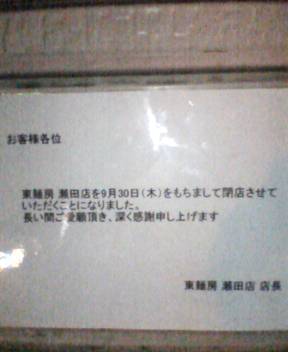 お客様各位
東麺房 瀬田店を9月30日(木)をもちまして閉店させて
いただくことになりました。
長い間ご愛顧頂き、深く感謝申し上げます
東麺房 瀬田店 店長